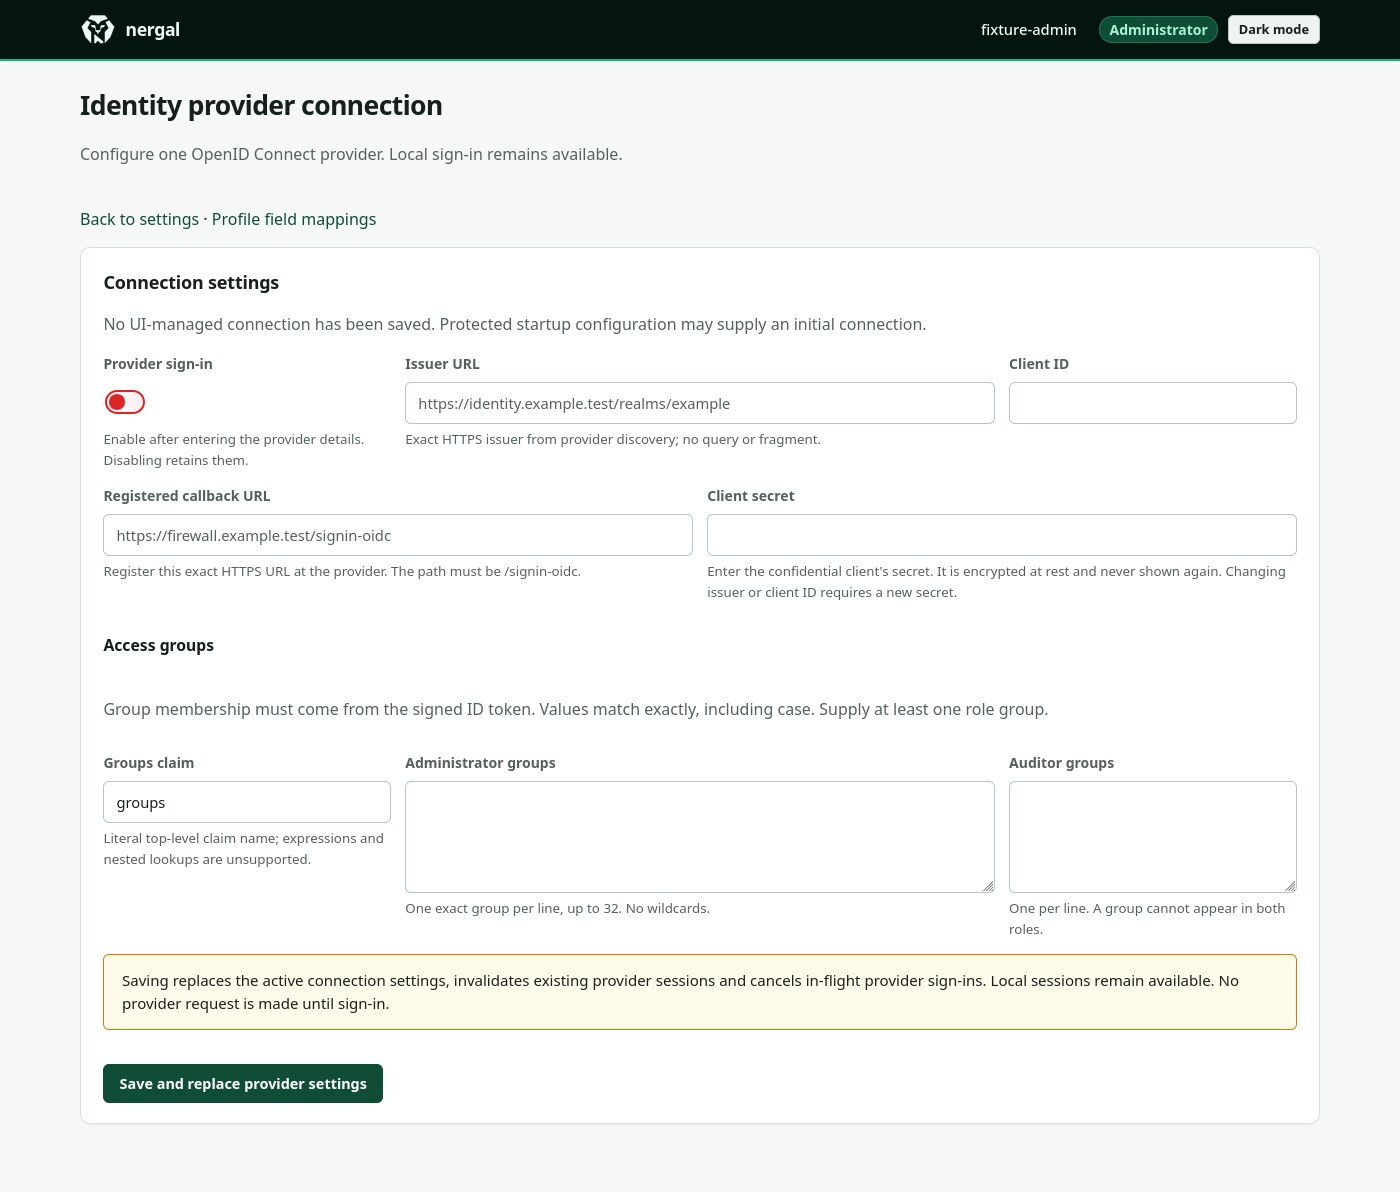 nergal
fixture-admin Administrator Dark mode
Identity provider connection
Configure one OpenID Connect provider. Local sign-in remains available.
Back to settings · Profile field mappings
Connection settings
No UI-managed connection has been saved. Protected startup configuration may supply an initial connection.
Provider sign-in
Enable after entering the provider details.
Disabling retains them.
Issuer URL
https://identity.example.test/realms/example
Exact HTTPS issuer from provider discovery; no query or fragment.
Client ID
Registered callback URL
https://firewall.example.test/signin-oidc
Register this exact HTTPS URL at the provider. The path must be /signin-oidc.
Client secret
Enter the confidential client's secret. It is encrypted at rest and never shown again. Changing
issuer or client ID requires a new secret.
Access groups
Group membership must come from the signed ID token. Values match exactly, including case. Supply at least one role group.
Groups claim
groups
Literal top-level claim name; expressions and
nested lookups are unsupported.
Administrator groups
One exact group per line, up to 32. No wildcards.
Auditor groups
One per line. A group cannot appear in both
roles.
Saving replaces the active connection settings, invalidates existing provider sessions and cancels in-flight provider sign-ins. Local sessions remain available. No
provider request is made until sign-in.
Save and replace provider settings